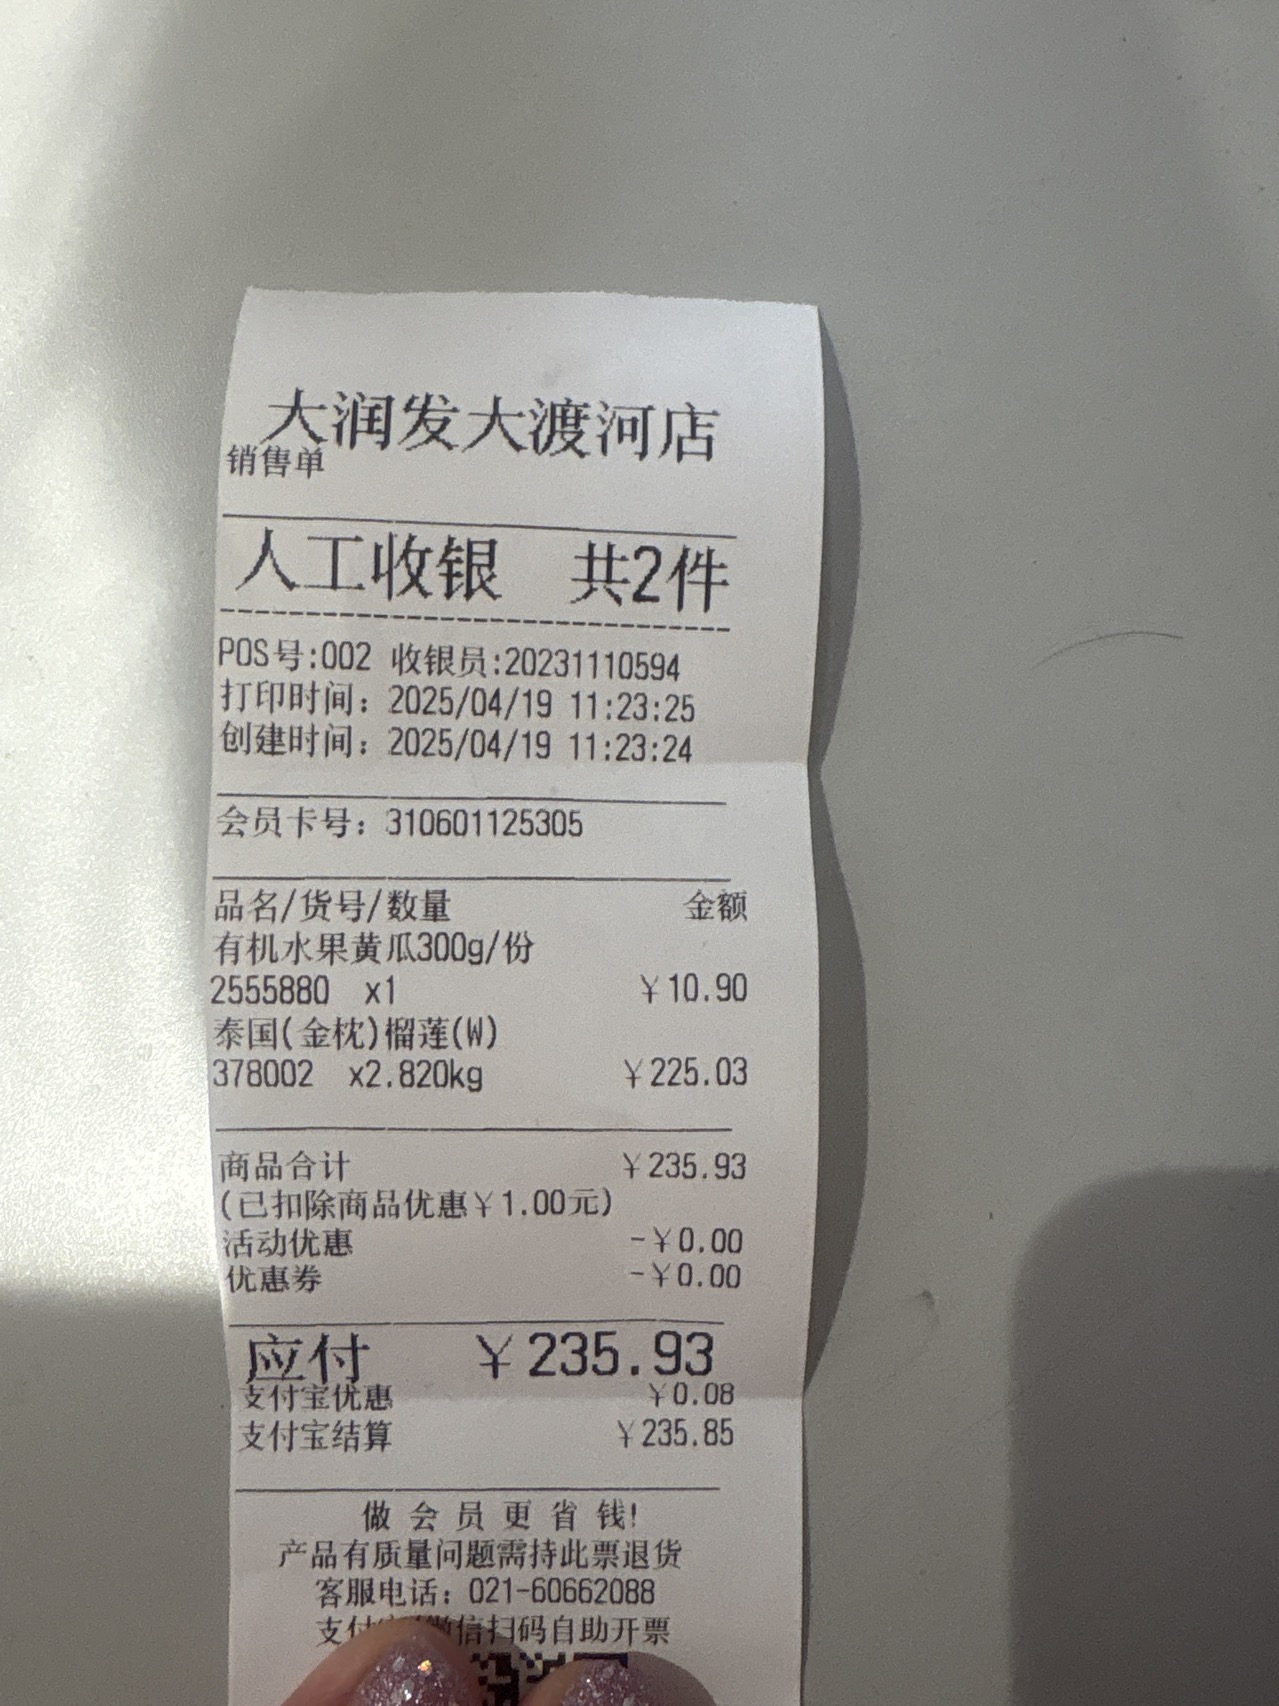 大润发大渡河店
销售单
人工收银 共2件
POS号:002 收银员:20231110594
打印时间：2025/04/19 11:23:25
创建时间：2025/04/19 11:23:24
会员卡号：310601125305
品名/货号/数量 金额
有机水果黄瓜300g/份
2555880 x1 ￥10.90
泰国(金枕)榴莲(W)
378002 x2.820kg ￥225.03
商品合计 ￥235.93
(已扣除商品优惠￥1.00元)
活动优惠 -￥0.00
优惠券 -￥0.00
应付 ￥235.93
支付宝优惠 ￥0.08
支付宝结算 ￥235.85
做会员更省钱!
产品有质量问题需持此票退货
客服电话：021-60662088
支付 微信扫码自助开票